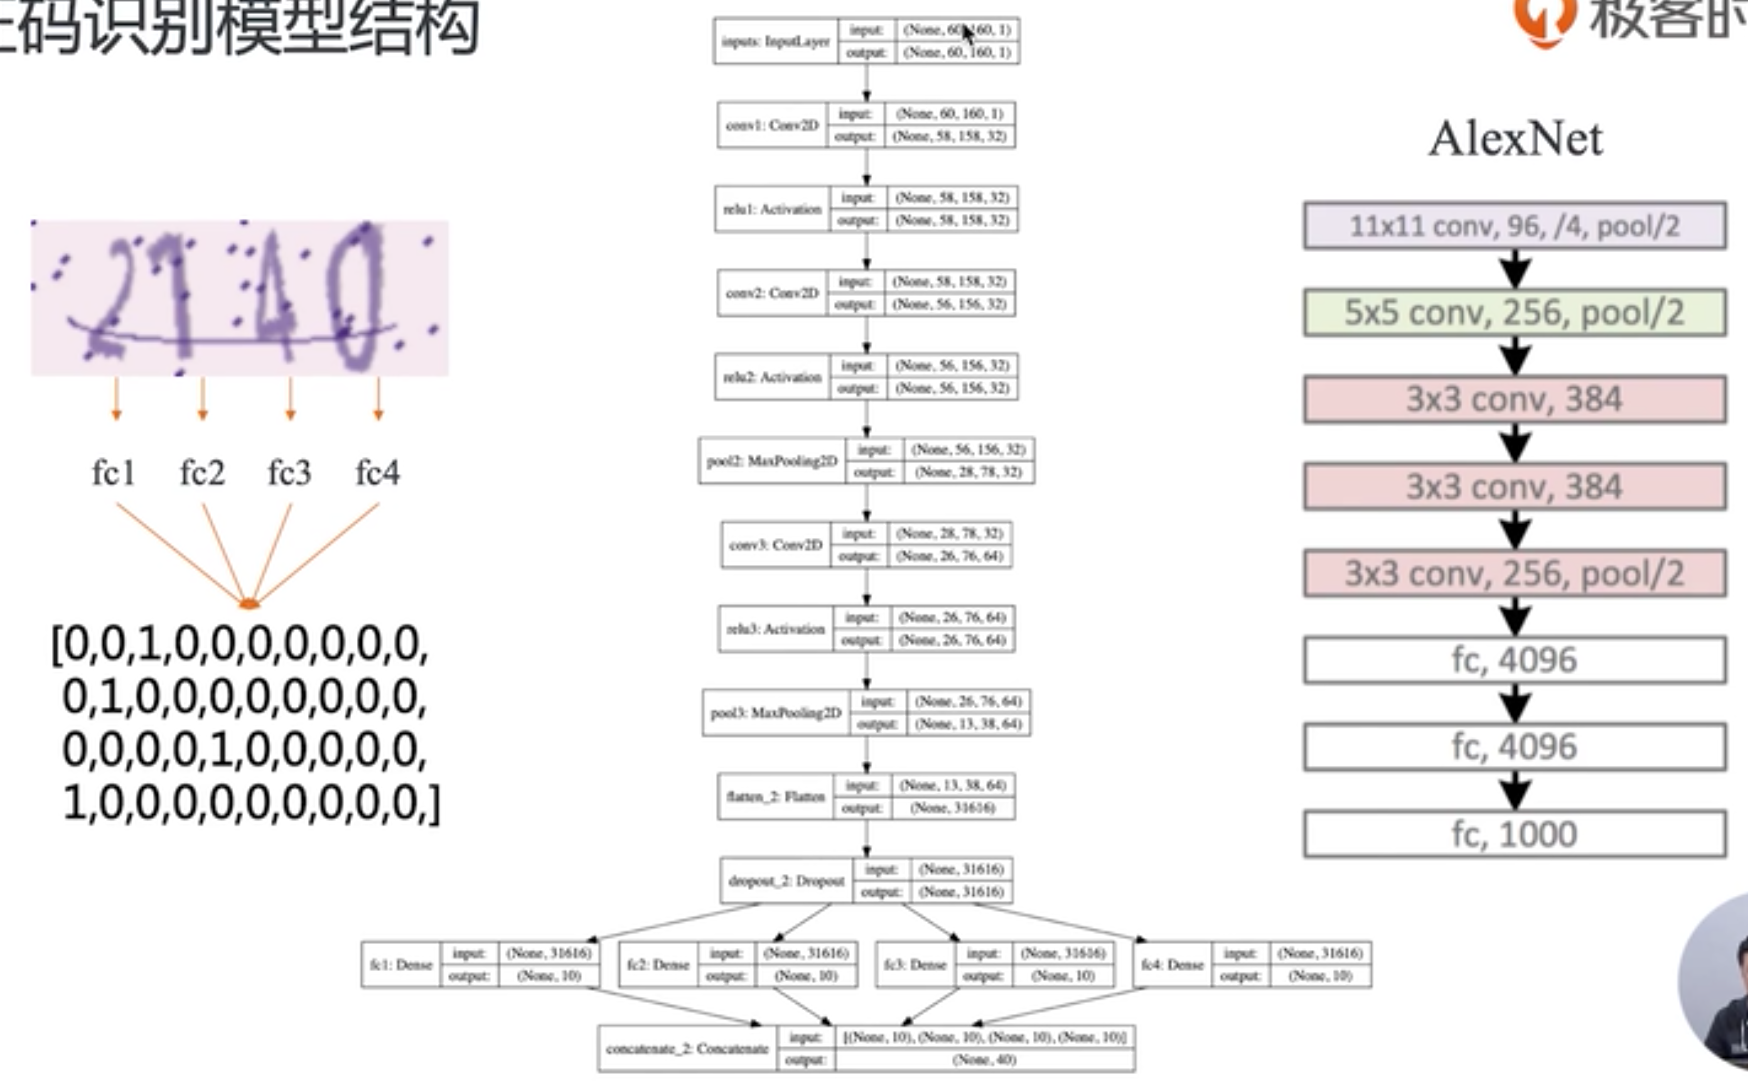 码识别模型结构
极客时
2140
fc1 fc2 fc3 fc4
[0,0,1,0,0,0,0,0,0,0,
0,1,0,0,0,0,0,0,0,0,
0,0,0,0,1,0,0,0,0,0,
1,0,0,0,0,0,0,0,0,0,]
inputs: InputLayer
input: (None, 60, 160, 1)
output: (None, 60, 160, 1)
conv1: Conv2D
input: (None, 60, 160, 1)
output: (None, 58, 158, 32)
relu1: Activation
input: (None, 58, 158, 32)
output: (None, 58, 158, 32)
conv2: Conv2D
input: (None, 58, 158, 32)
output: (None, 56, 156, 32)
relu2: Activation
input: (None, 56, 156, 32)
output: (None, 56, 156, 32)
pool2: MaxPooling2D
input: (None, 56, 156, 32)
output: (None, 28, 78, 32)
conv3: Conv2D
input: (None, 28, 78, 32)
output: (None, 26, 76, 64)
relu3: Activation
input: (None, 26, 76, 64)
output: (None, 26, 76, 64)
pool3: MaxPooling2D
input: (None, 26, 76, 64)
output: (None, 13, 38, 64)
flatten_2: Flatten
input: (None, 13, 38, 64)
output: (None, 31616)
dropout_2: Dropout
input: (None, 31616)
output: (None, 31616)
fc1: Dense
input: (None, 31616)
output: (None, 10)
fc2: Dense
input: (None, 31616)
output: (None, 10)
fc3: Dense
input: (None, 31616)
output: (None, 10)
fc4: Dense
input: (None, 31616)
output: (None, 10)
concatenate_2: Concatenate
input: [(None, 10), (None, 10), (None, 10), (None, 10)]
output: (None, 40)
AlexNet
11x11 conv, 96, /4, pool/2
5x5 conv, 256, pool/2
3x3 conv, 384
3x3 conv, 384
3x3 conv, 256, pool/2
fc, 4096
fc, 4096
fc, 1000